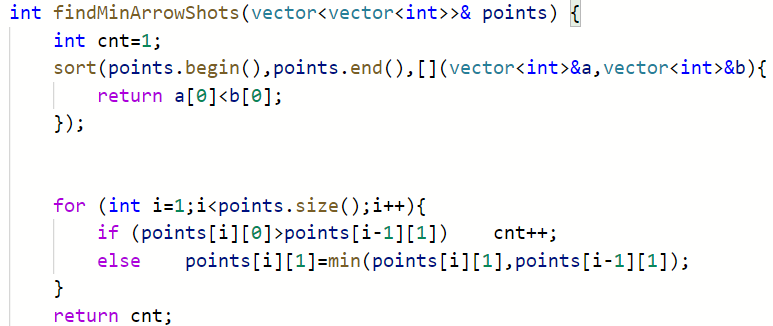 int findMinArrowShots(vector<vector<int>>& points) {
    int cnt=1;
    sort(points.begin(),points.end(),[](vector<int>&a,vector<int>&b){
        return a[0]<b[0];
    });
    for (int i=1;i<points.size();i++){
        if (points[i][0]>points[i-1][1])    cnt++;
        else    points[i][1]=min(points[i][1],points[i-1][1]);
    }
    return cnt;